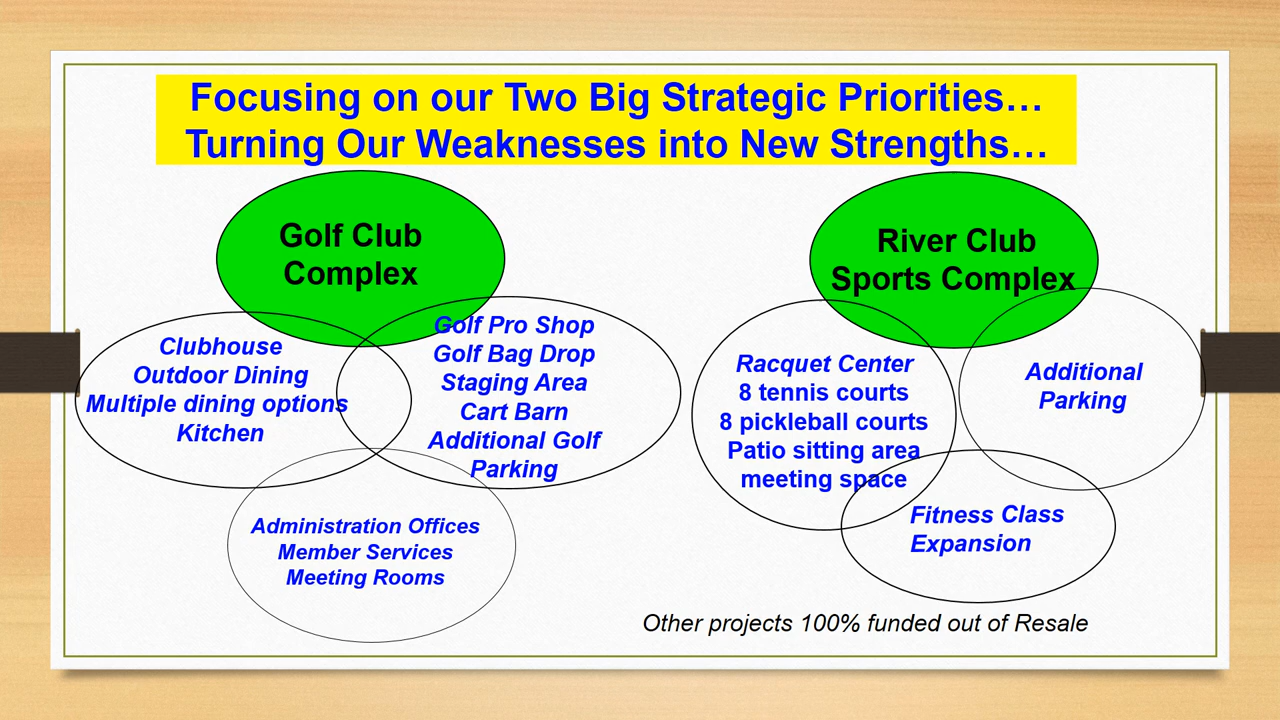 Focusing on our Two Big Strategic Priorities…
Turning Our Weaknesses into New Strengths…
Golf Club
Complex
Clubhouse
Outdoor Dining
Multiple dining options
Kitchen
Golf Pro Shop
Golf Bag Drop
Staging Area
Cart Barn
Additional Golf
Parking
Administration Offices
Member Services
Meeting Rooms
River Club
Sports Complex
Racquet Center
8 tennis courts
8 pickleball courts
Patio sitting area
meeting space
Additional
Parking
Fitness Class
Expansion
Other projects 100% funded out of Resale